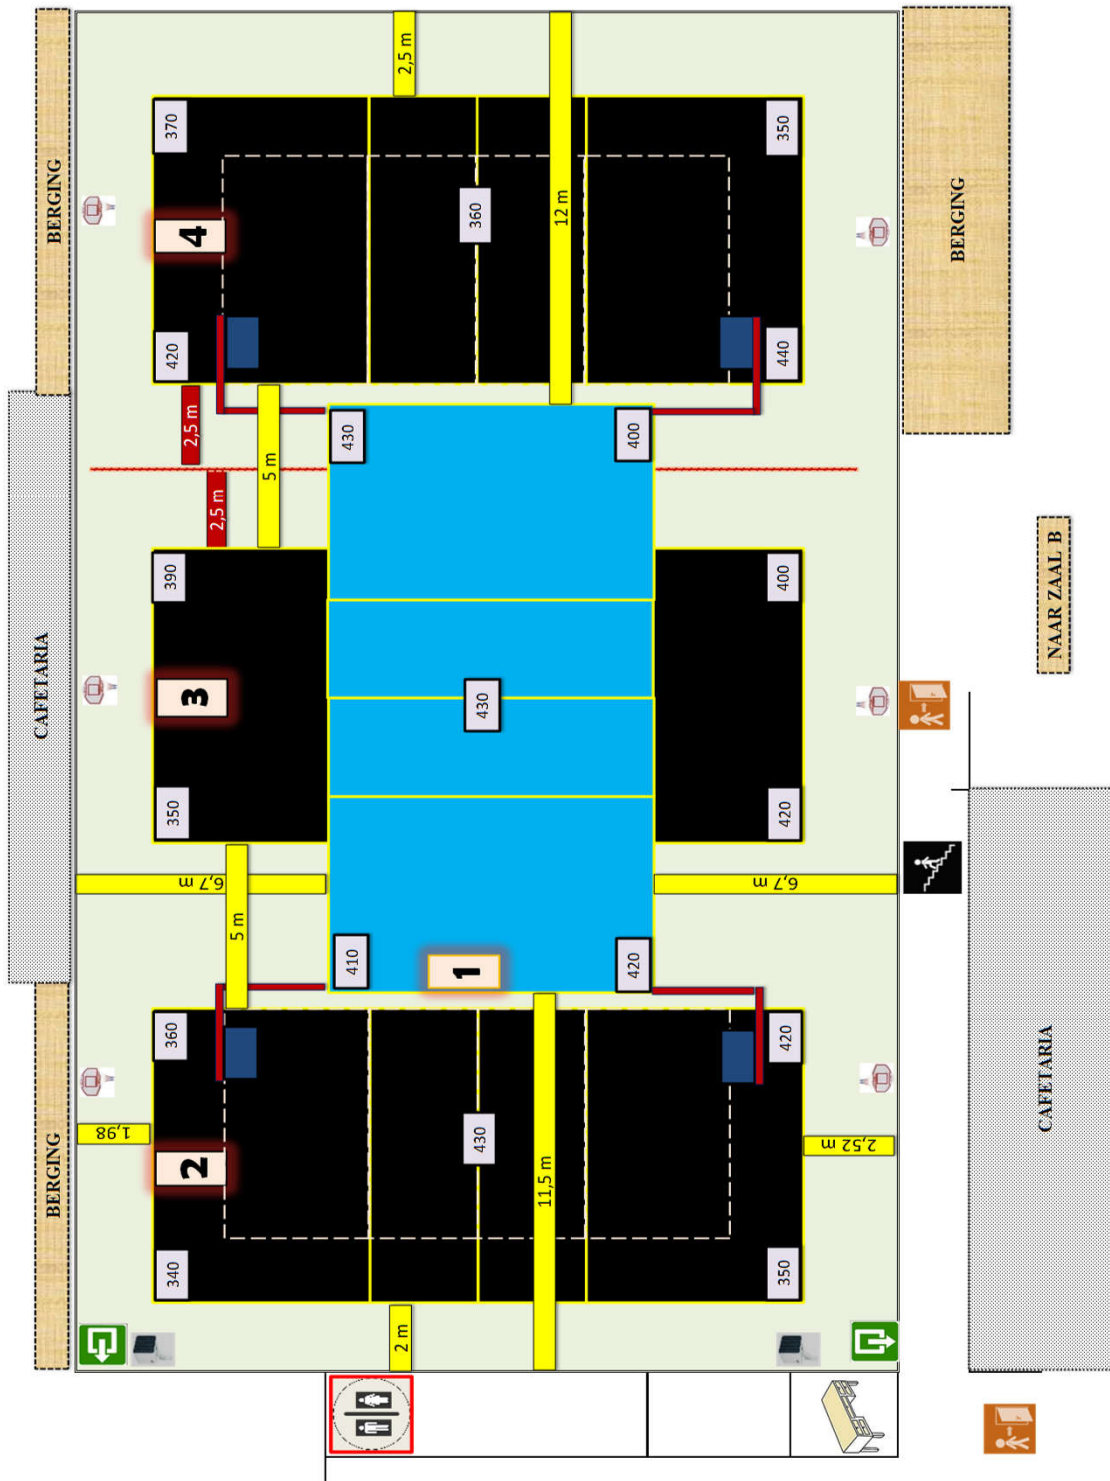 BERGING
370
2,5 m
350
4
360
12 m
BERGING
420
440
2,5 m
430
400
5 m
2,5 m
CAFETARIA
390
400
NAAR ZAAL B
3
430
350
420
6,7 m
6,7 m
5 m
410
1
420
BERGING
360
420
1,98
430
2,52 m
2
11,5 m
CAFETARIA
340
350
2 m